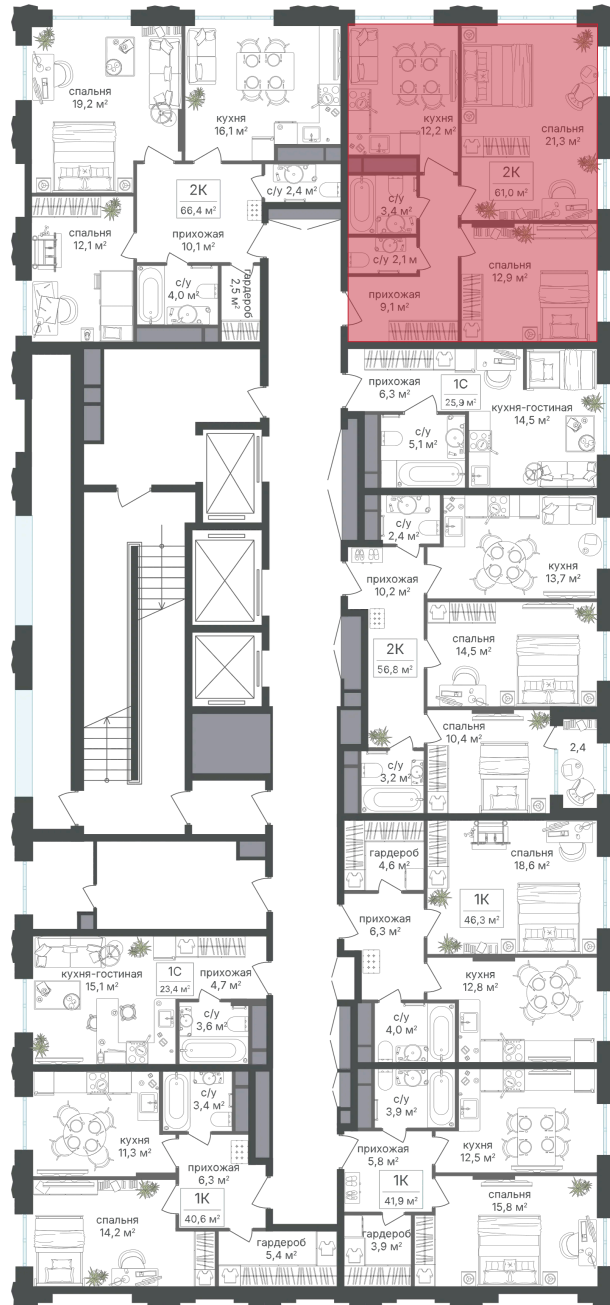 спальня
19,2 м²
кухня
16,1 м²
2К
66,4 м²
с/у 2,4 м²
спальня
12,1 м²
прихожая
10,1 м²
с/у
4,0 м²
гардероб
2,5 м²
кухня
12,2 м²
спальня
21,3 м²
2К
61,0 м²
с/у
3,4 м²
с/у 2,1 м
прихожая
9,1 м²
спальня
12,9 м²
прихожая
6,3 м²
1С
25,9 м²
кухня-гостиная
14,5 м²
с/у
5,1 м²
с/у
2,4 м²
кухня
13,7 м²
прихожая
10,2 м²
2К
56,8 м²
спальня
14,5 м²
спальня
10,4 м²
2,4
с/у
3,2 м²
гардероб
4,6 м²
спальня
18,6 м²
1К
46,3 м²
прихожая
6,3 м²
кухня
12,8 м²
с/у
4,0 м²
кухня-гостиная
15,1 м²
1С
23,4 м²
прихожая
4,7 м²
с/у
3,6 м²
с/у
3,4 м²
кухня
11,3 м²
прихожая
6,3 м²
1К
40,6 м²
спальня
14,2 м²
гардероб
5,4 м²
с/у
3,9 м²
кухня
12,5 м²
прихожая
5,8 м²
1К
41,9 м²
гардероб
3,9 м²
спальня
15,8 м²